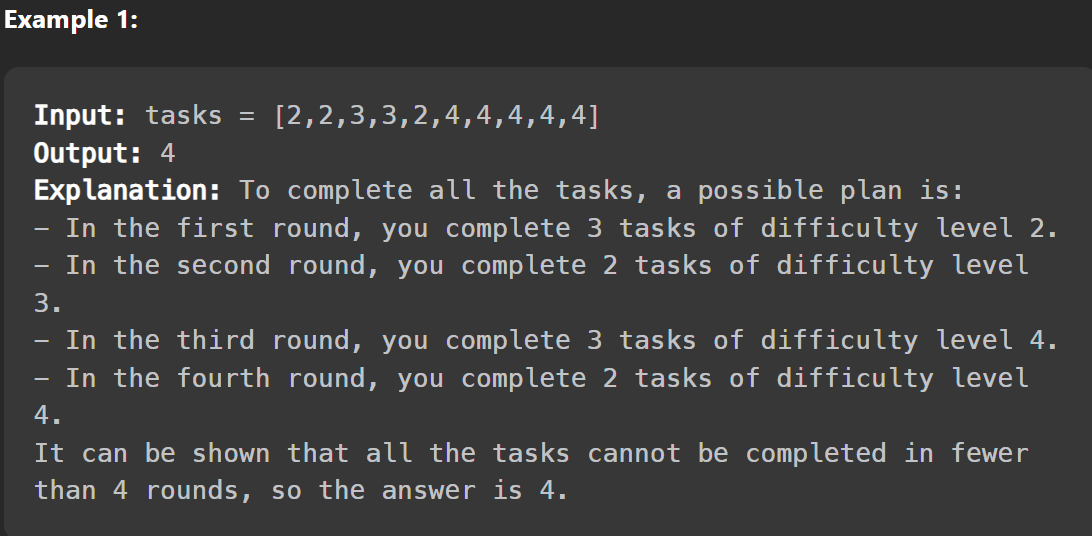 Example 1:
Input: tasks = [2,2,3,3,2,4,4,4,4,4]
Output: 4
Explanation: To complete all the tasks, a possible plan is:
- In the first round, you complete 3 tasks of difficulty level 2.
- In the second round, you complete 2 tasks of difficulty level
3.
- In the third round, you complete 3 tasks of difficulty level 4.
- In the fourth round, you complete 2 tasks of difficulty level
4.
It can be shown that all the tasks cannot be completed in fewer
than 4 rounds, so the answer is 4.